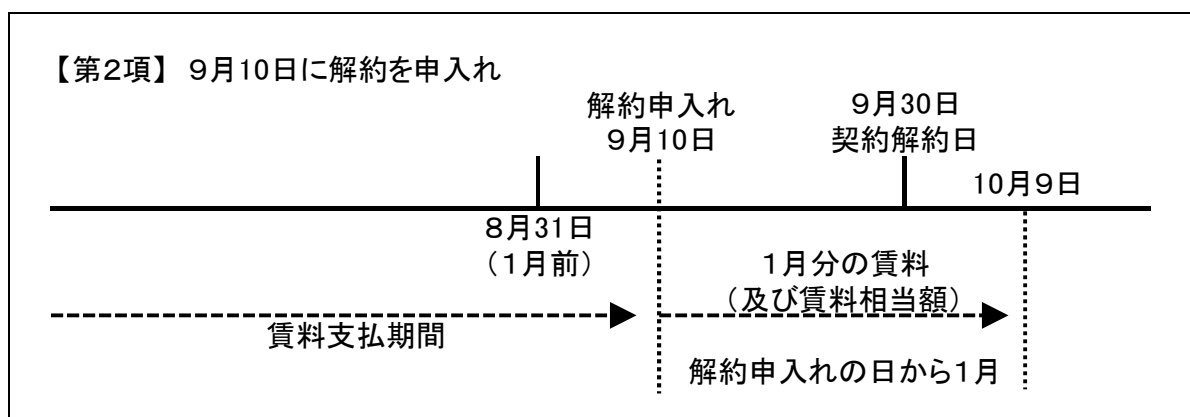 【第2項】 9月10日に解約を申入れ
解約申入れ
9月10日
9月30日
契約解約日
10月9日
8月31日
(1月前)
1月分の賃料
(及び賃料相当額)
賃料支払期間
解約申入れの日から1月